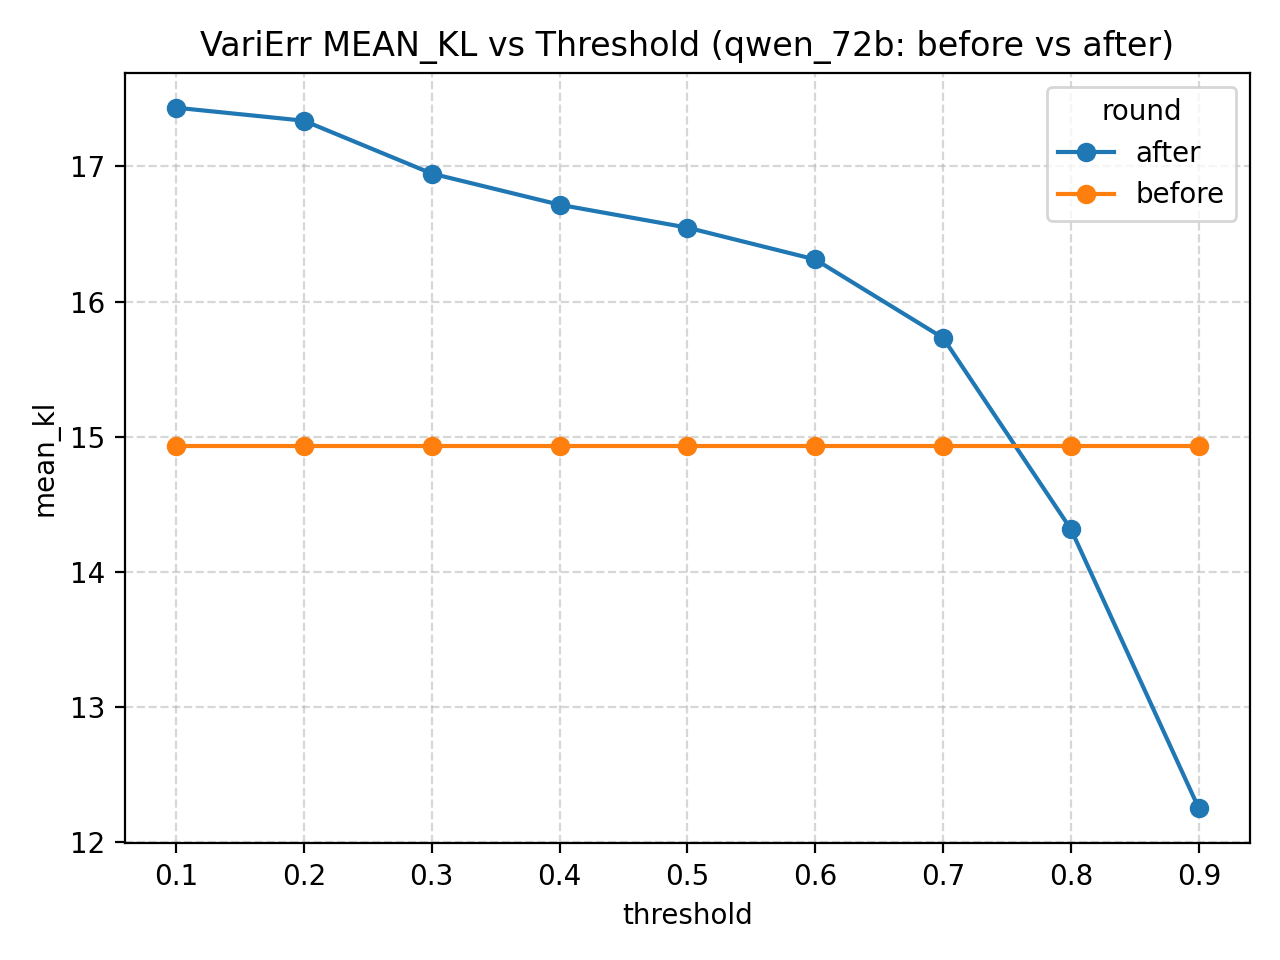 VariErr MEAN_KL vs Threshold (qwen_72b: before vs after)
round
after
before
mean_kl
17
16
15
14
13
12
0.1 0.2 0.3 0.4 0.5 0.6 0.7 0.8 0.9
threshold